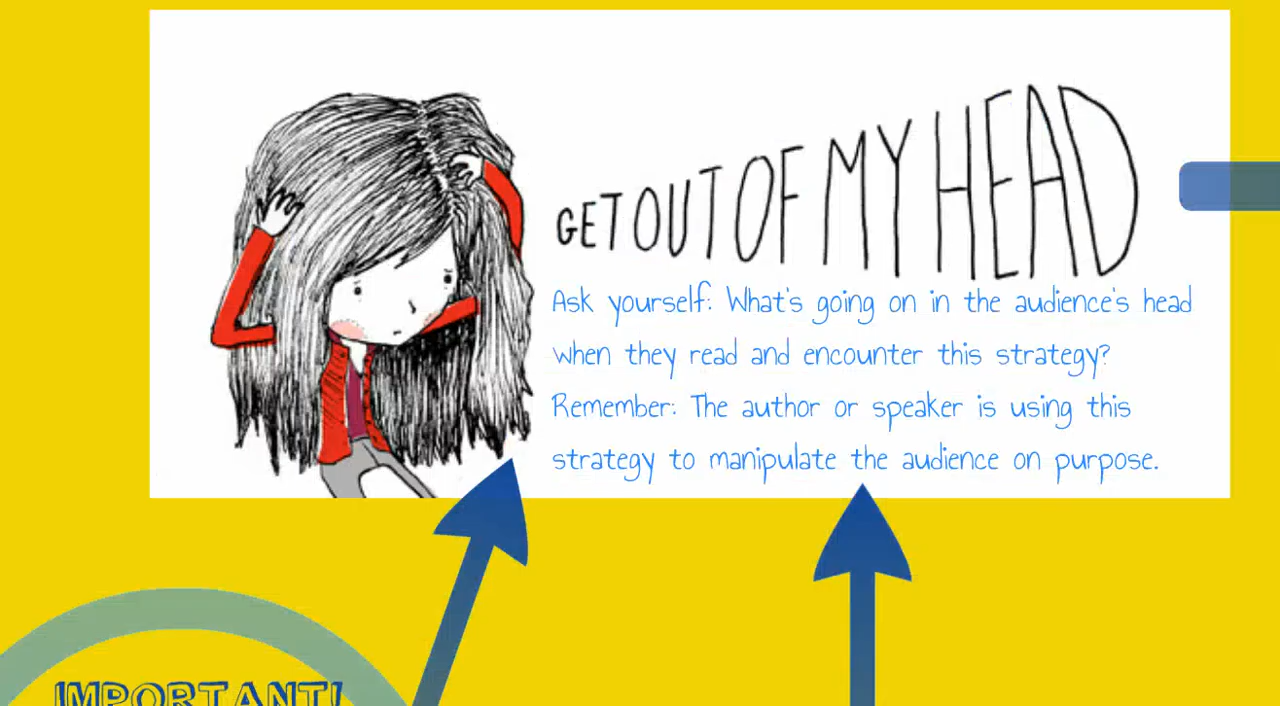 GET OUT OF MY HEAD
Ask yourself: What's going on in the audience's head
when they read and encounter this strategy?
Remember: The author or speaker is using this
strategy to manipulate the audience on purpose.
IMPORTANT!